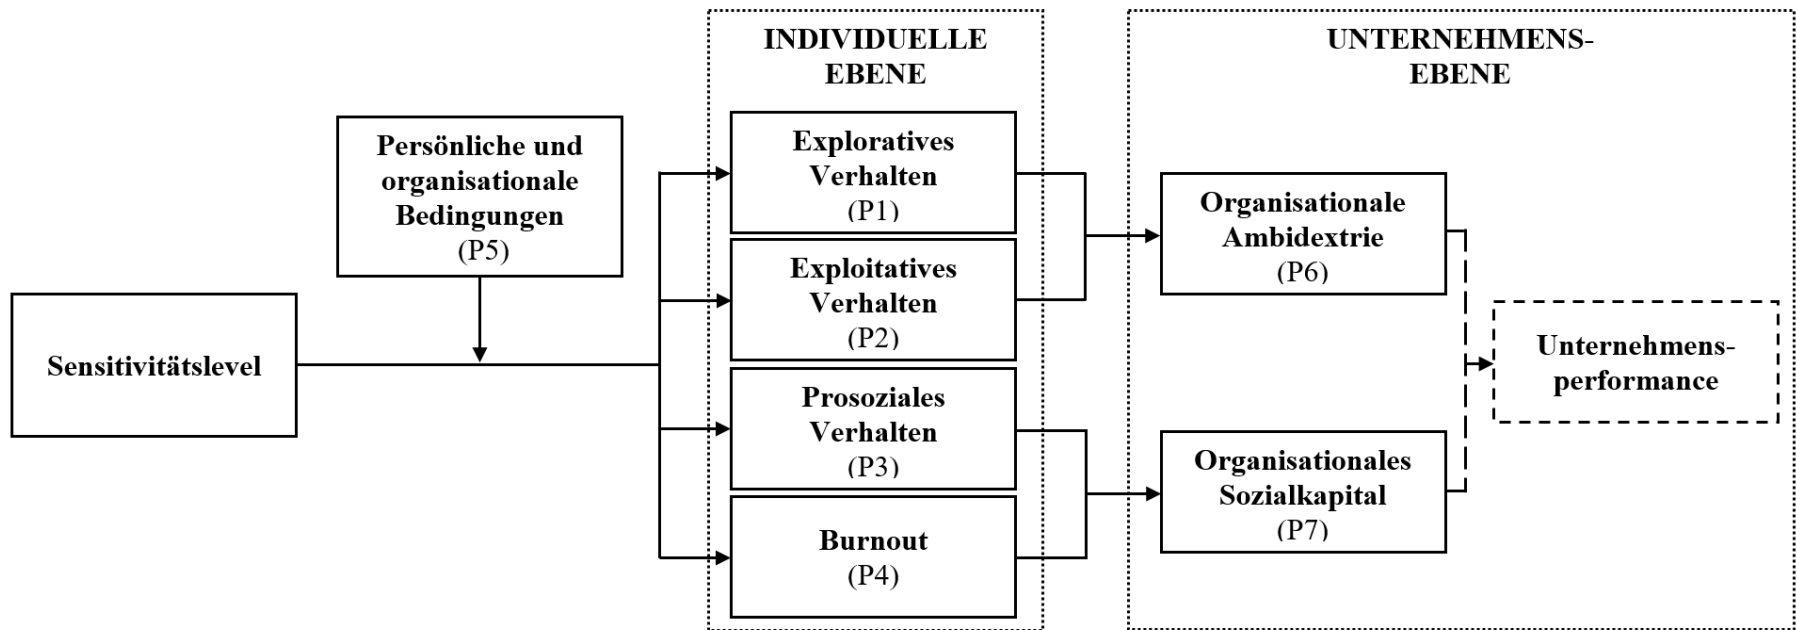 INDIVIDUELLE
EBENE
UNTERNEHMENS-
EBENE
Persönliche und
organisationale
Bedingungen
(P5)
Sensitivitätslevel
Exploratives
Verhalten
(P1)
Exploitatives
Verhalten
(P2)
Prosoziales
Verhalten
(P3)
Burnout
(P4)
Organisationale
Ambidextrie
(P6)
Organisationales
Sozialkapital
(P7)
Unternehmens-
performance